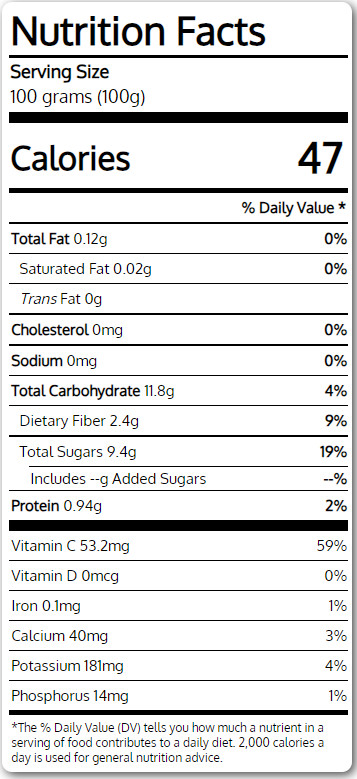 Nutrition Facts
Serving Size
100 grams (100g)
Calories 47
% Daily Value *
Total Fat 0.12g 0%
Saturated Fat 0.02g 0%
Trans Fat 0g
Cholesterol 0mg 0%
Sodium 0mg 0%
Total Carbohydrate 11.8g 4%
Dietary Fiber 2.4g 9%
Total Sugars 9.4g 19%
Includes --g Added Sugars --%
Protein 0.94g 2%
Vitamin C 53.2mg 59%
Vitamin D 0mcg 0%
Iron 0.1mg 1%
Calcium 40mg 3%
Potassium 181mg 4%
Phosphorus 14mg 1%
*The % Daily Value (DV) tells you how much a nutrient in a
serving of food contributes to a daily diet. 2,000 calories a
day is used for general nutrition advice.